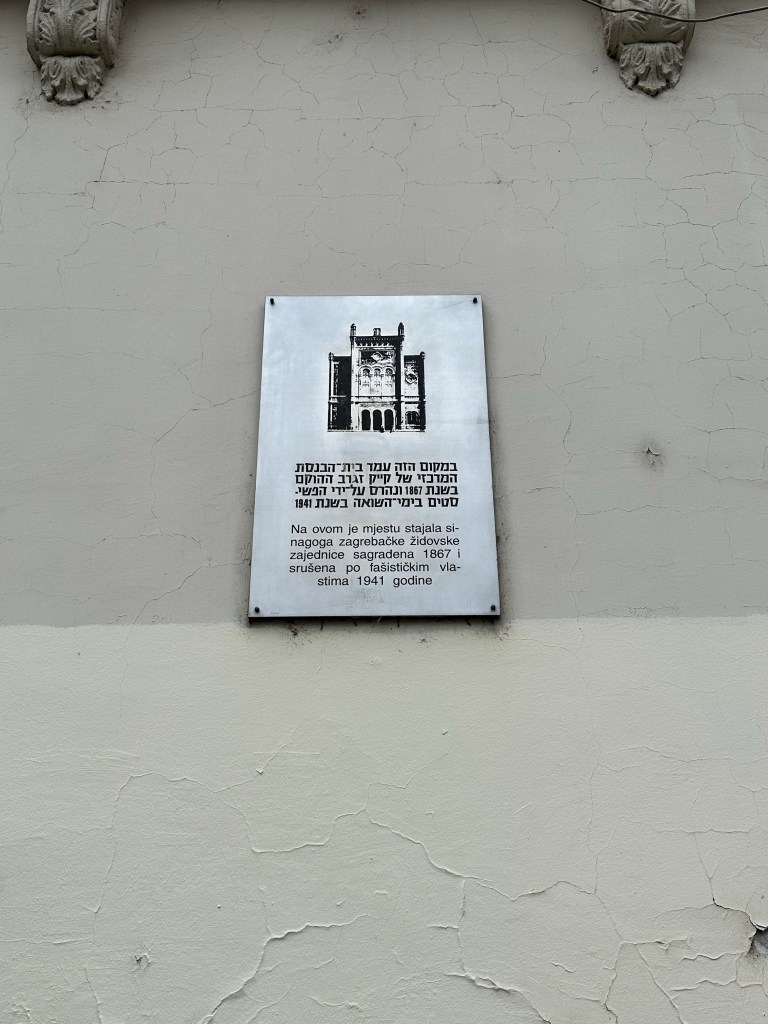 במקום הזה עמד בית־הכנסת
המרכזי של ק״ק זגרב ההוקם
בשנת 1867 ונהרס על־ידי הפשי־
סטים בימי־השואה בשנת 1941
Na ovom je mjestu stajala si-
nagoga zagrebačke židovske
zajednice sagrađena 1867 i
srušena po fašističkim vla-
stima 1941 godine